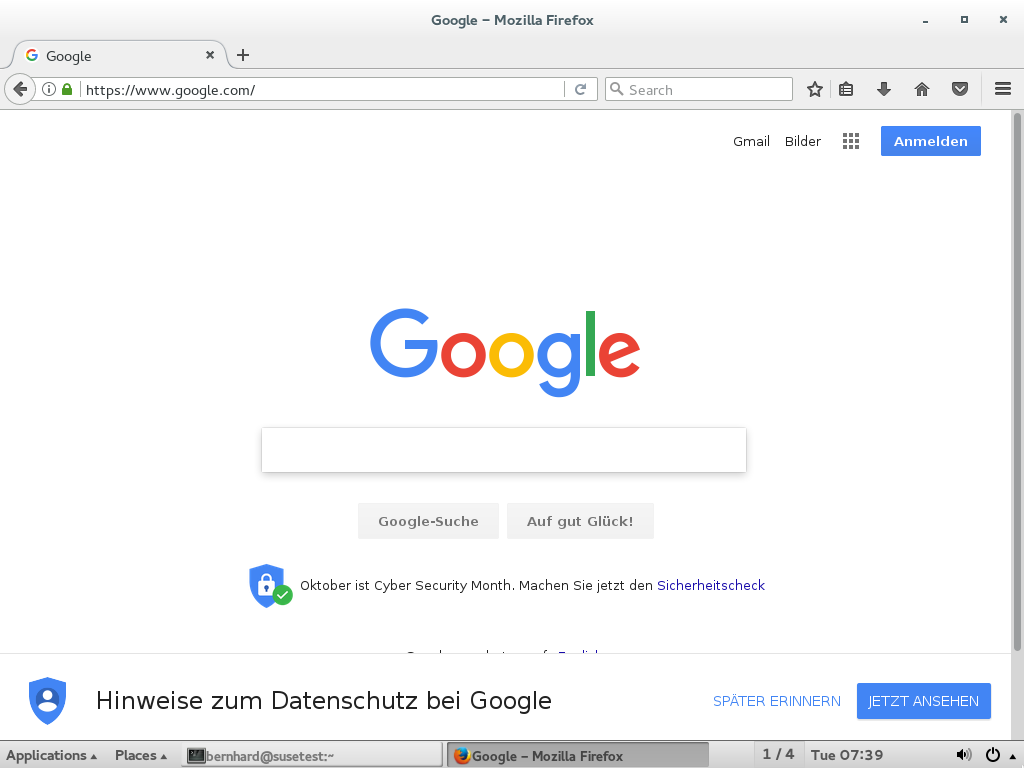 Google – Mozilla Firefox
Google
https://www.google.com/
Search
Gmail Bilder Anmelden
Google
Google-Suche Auf gut Glück!
Oktober ist Cyber Security Month. Machen Sie jetzt den Sicherheitscheck
Hinweise zum Datenschutz bei Google SPÄTER ERINNERN JETZT ANSEHEN
Applications Places bernhard@susetest:~ Google – Mozilla Firefox 1 / 4 Tue 07:39